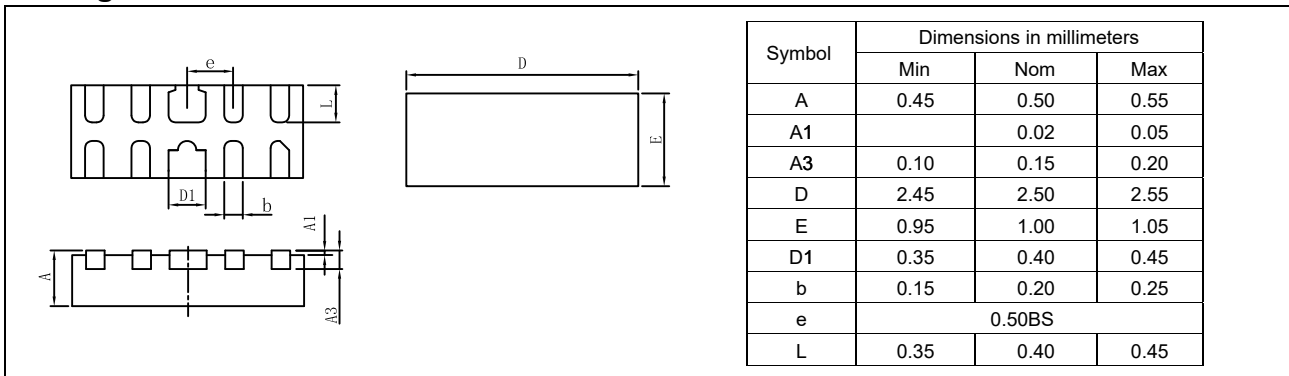 e
L
D1
b
D
E
A1
A
A3
Symbol Dimensions in millimeters
Min Nom Max
A 0.45 0.50 0.55
A1 0.02 0.05
A3 0.10 0.15 0.20
D 2.45 2.50 2.55
E 0.95 1.00 1.05
D1 0.35 0.40 0.45
b 0.15 0.20 0.25
e 0.50BS
L 0.35 0.40 0.45